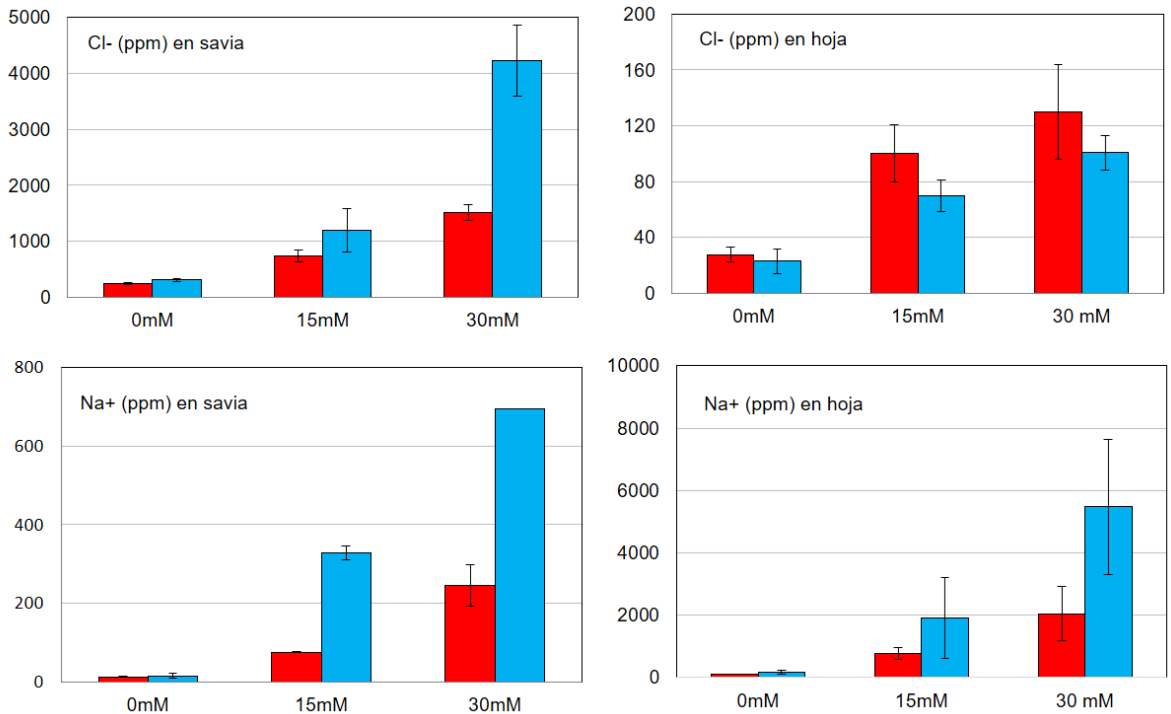 Cl- (ppm) en savia
5000
4000
3000
2000
1000
0
0mM 15mM 30mM
Cl- (ppm) en hoja
200
160
120
80
40
0
0mM 15mM 30 mM
Na+ (ppm) en savia
800
600
400
200
0
0mM 15mM 30mM
Na+ (ppm) en hoja
10000
8000
6000
4000
2000
0
0mM 15mM 30 mM